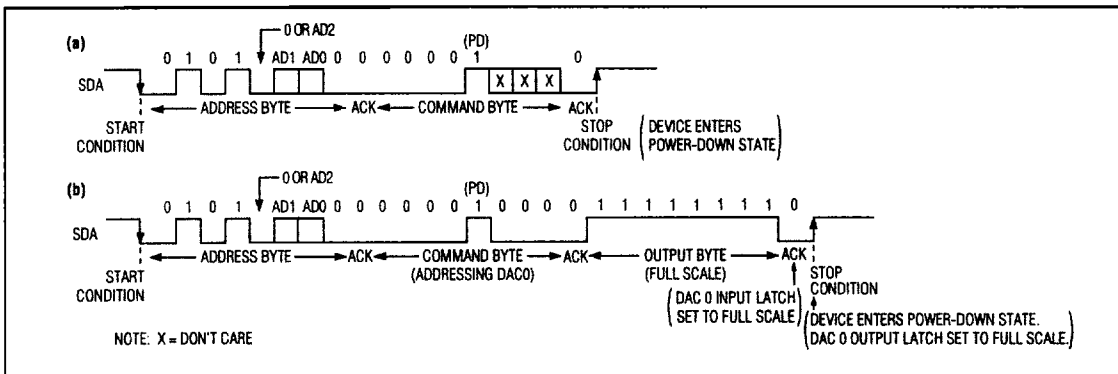 (a)
0 OR AD2
(PD)
0 1 0 1 AD1 AD0 0 0 0 0 0 0 1 0
SDA X X X
ADDRESS BYTE ACK COMMAND BYTE ACK
START CONDITION
STOP CONDITION
(DEVICE ENTERS
POWER-DOWN STATE)
(b)
0 OR AD2
(PD)
0 1 0 1 AD1 AD0 0 0 0 0 0 0 1 0 0 0 0 1 1 1 1 1 1 1 1 0
SDA
ADDRESS BYTE ACK COMMAND BYTE ACK OUTPUT BYTE ACK
(ADDRESSING DAC0) (FULL SCALE)
START CONDITION
STOP CONDITION
(DAC 0 INPUT LATCH
SET TO FULL SCALE)
(DEVICE ENTERS POWER-DOWN STATE.
DAC 0 OUTPUT LATCH SET TO FULL SCALE.)
NOTE: X = DON'T CARE